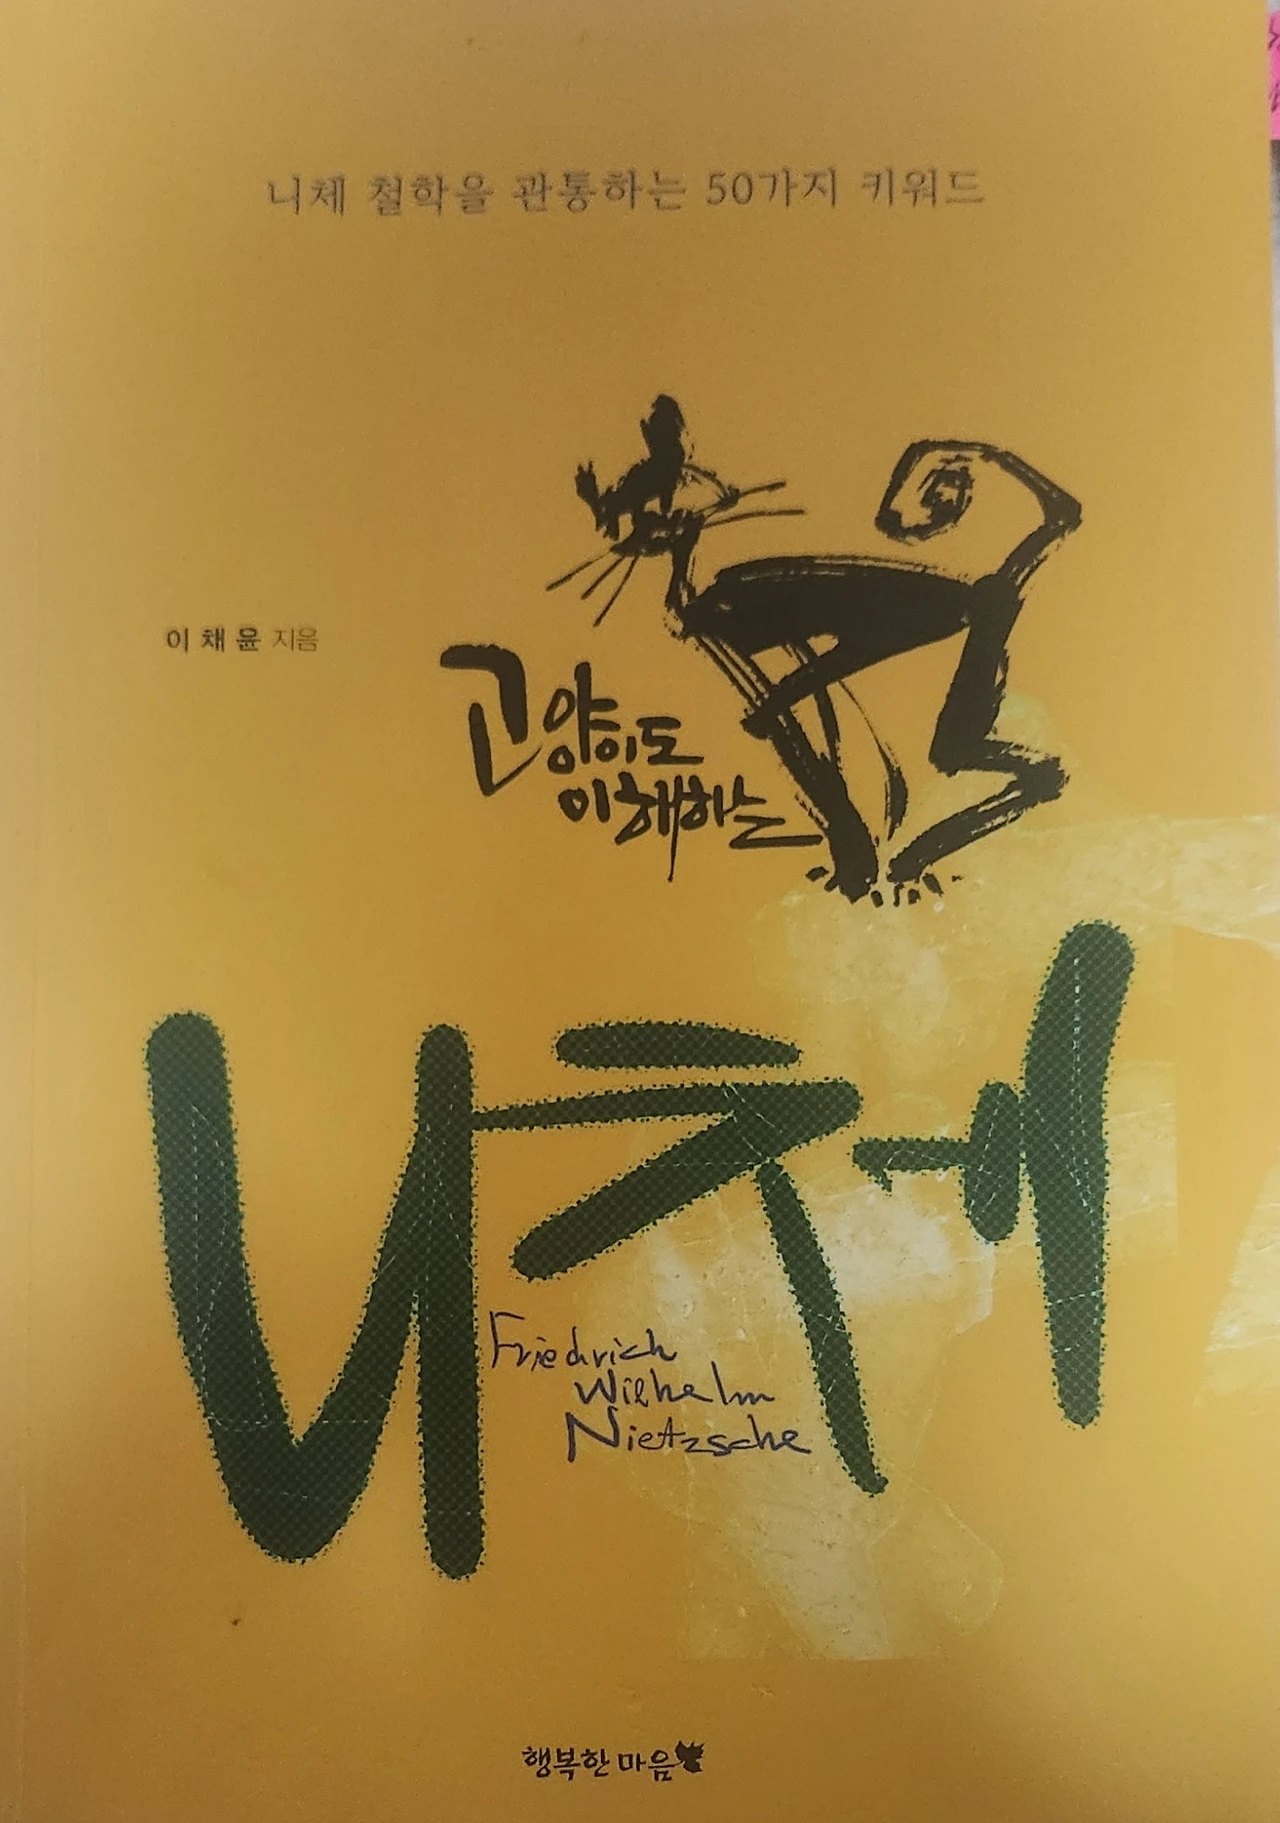 니체 철학을 관통하는 50가지 키워드
이채윤 지음
고양이도
이해하는
니체
Friedrich
Wilhelm
Nietzsche
행복한마음